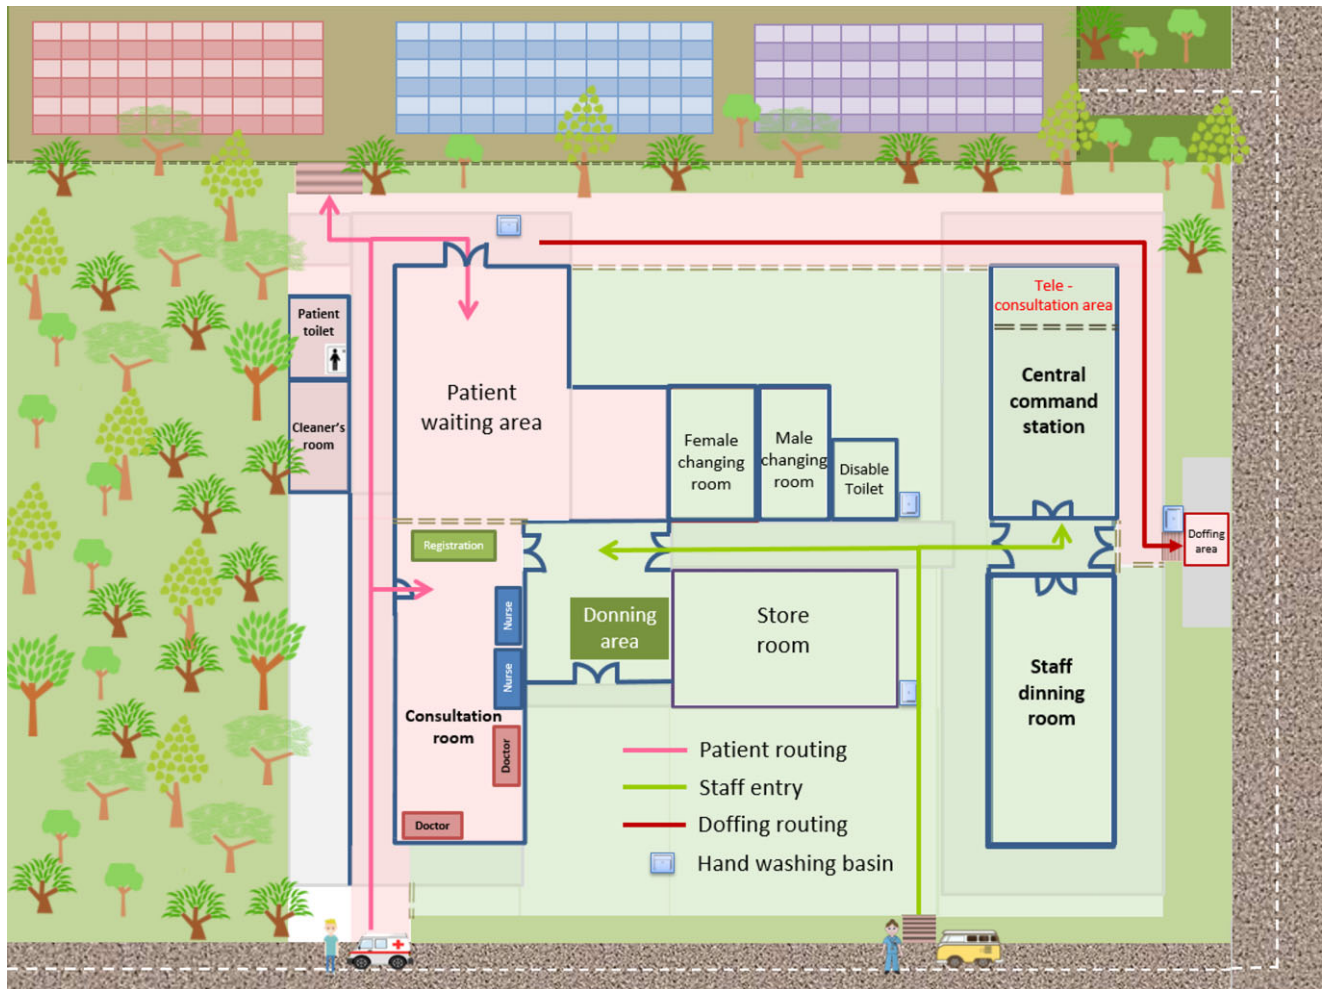 Tele -
consultation area
Patient
toilet
Patient
waiting area
Central
command
station
Cleaner's
room
Female
changing
room
Male
changing
room
Disable
Toilet
Registration
Doffing
area
Nurse
Donning
area
Store
room
Nurse
Staff
dinning
room
Consultation
room
Doctor
Doctor
Patient routing
Staff entry
Doffing routing
Hand washing basin